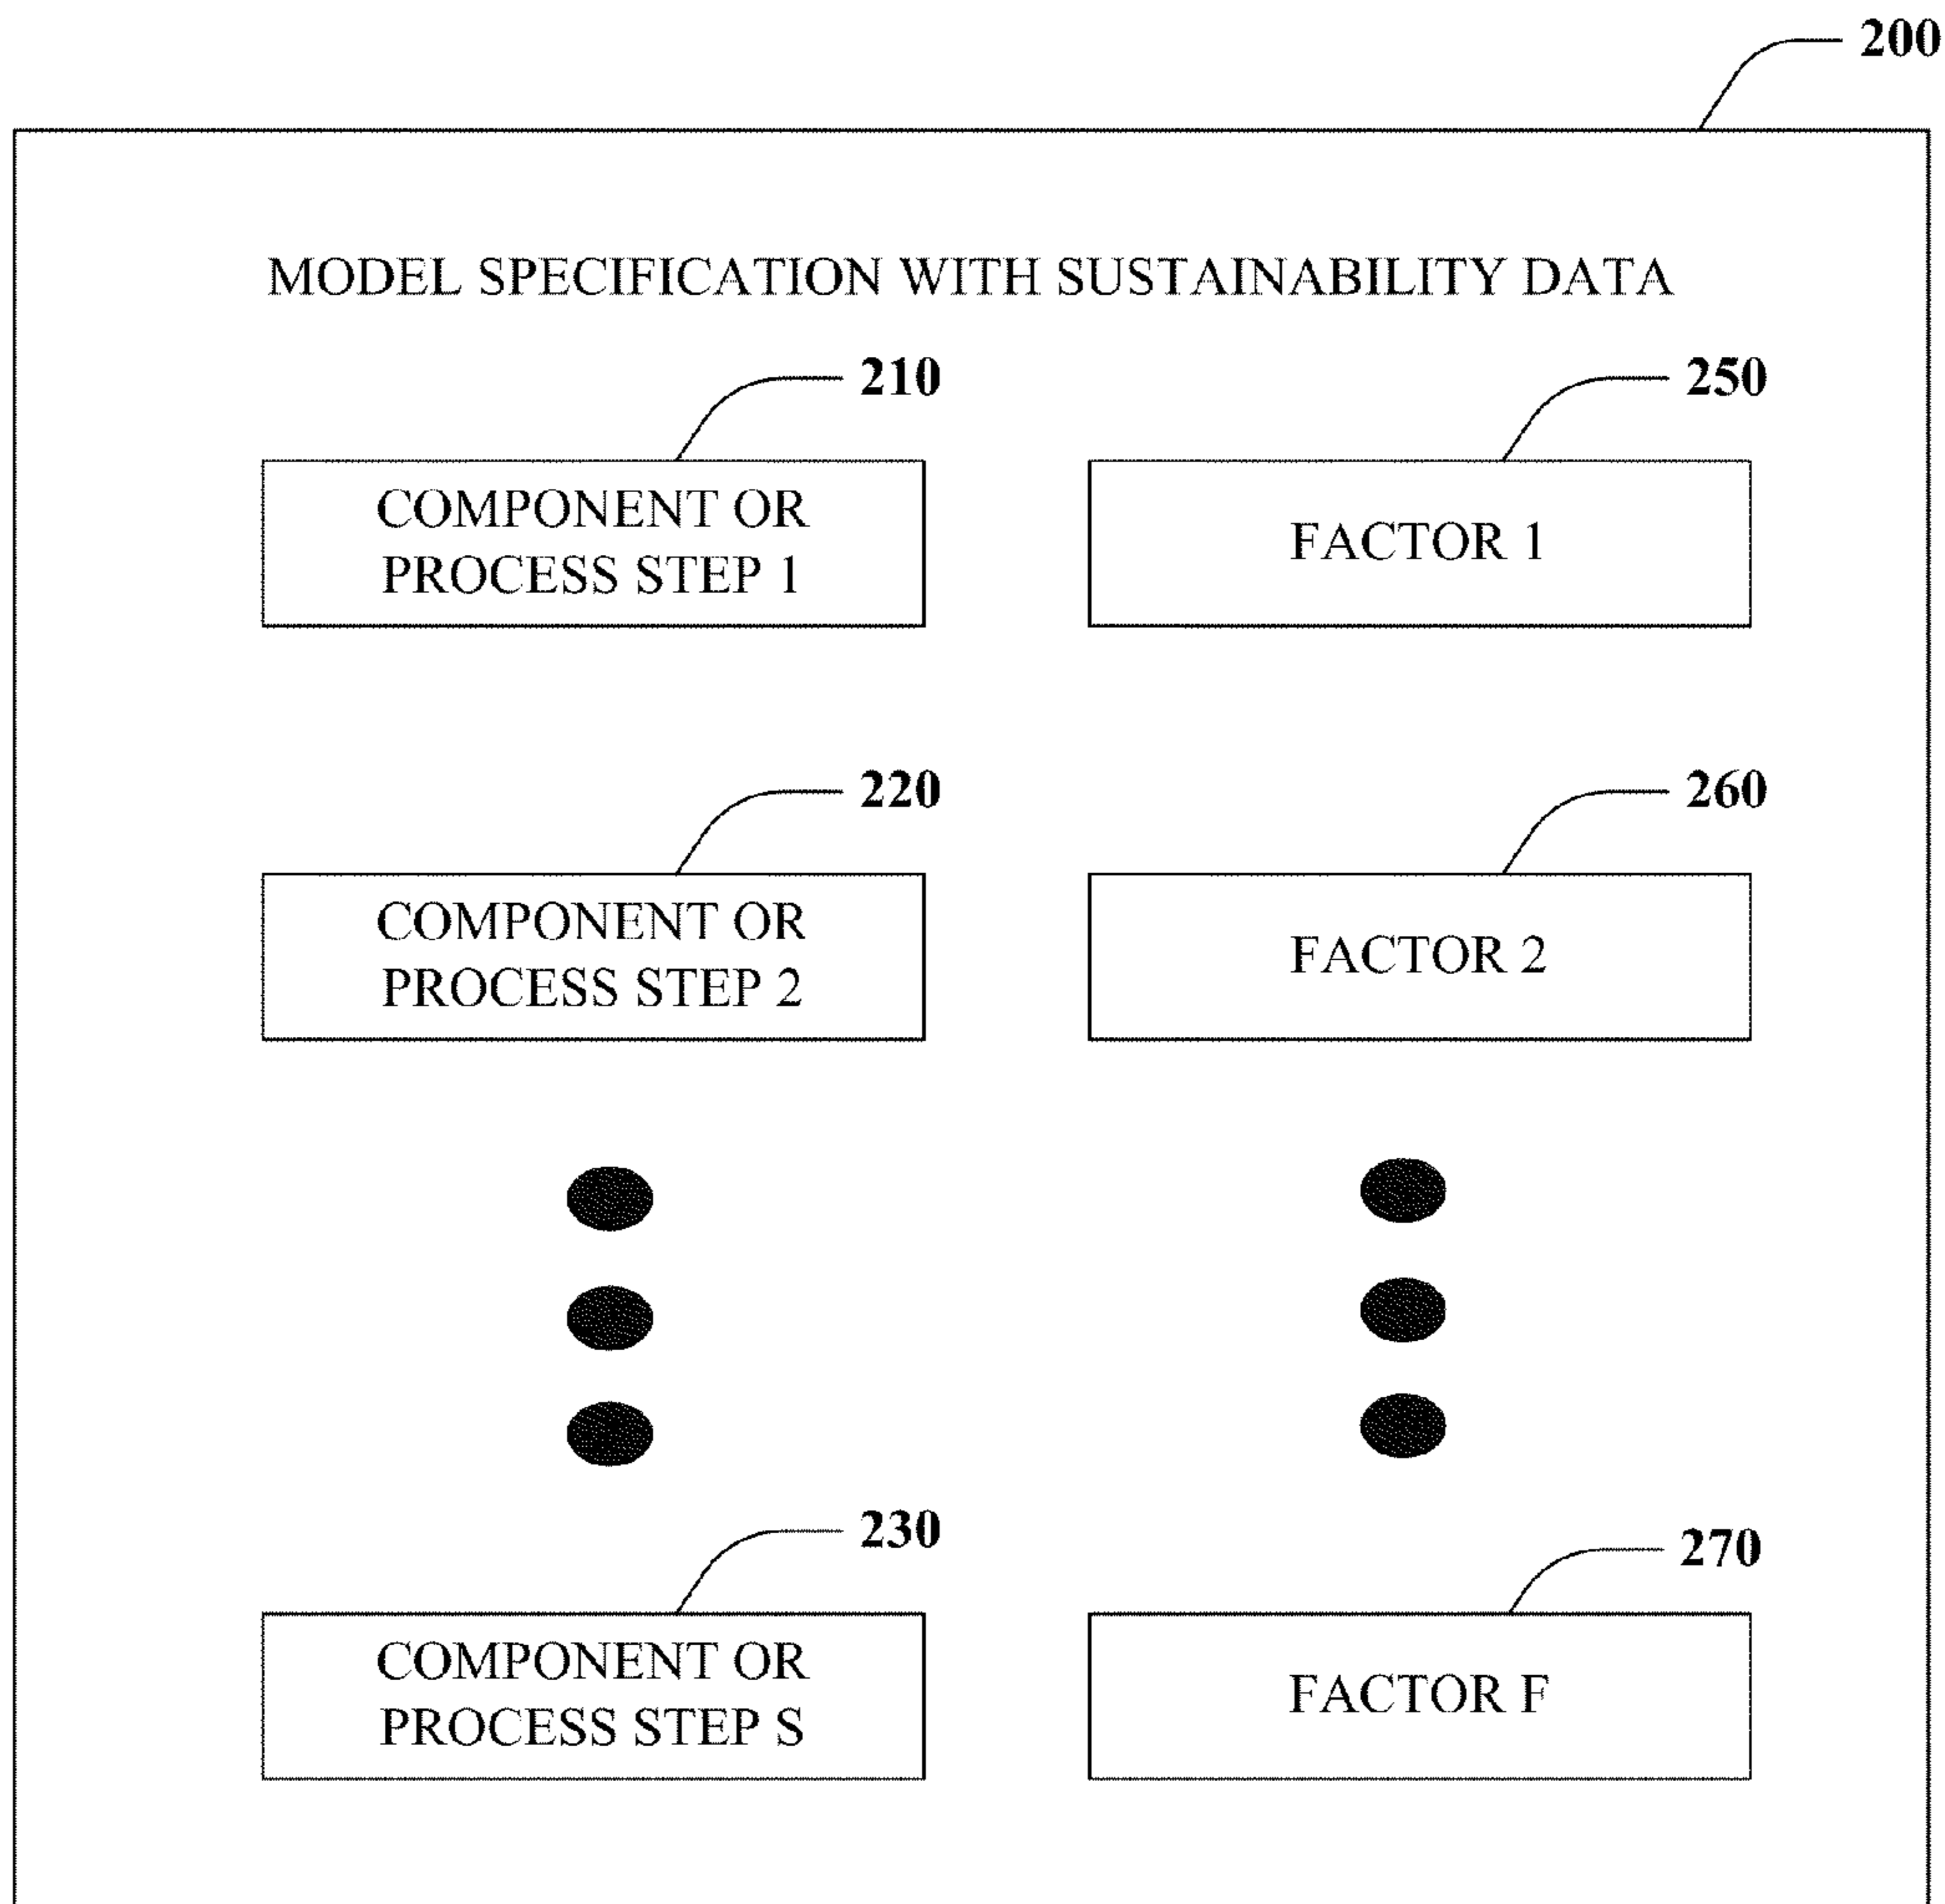 200
MODEL SPECIFICATION WITH SUSTAINABILITY DATA
210
250
COMPONENT OR
PROCESS STEP 1
FACTOR 1
220
260
COMPONENT OR
PROCESS STEP 2
FACTOR 2
230
270
COMPONENT OR
PROCESS STEP S
FACTOR F